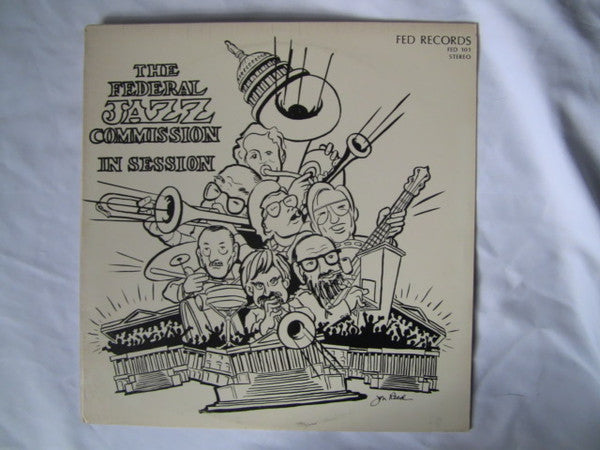 THE
FEDERAL
JAZZ
COMMISSION
IN SESSION
FED RECORDS
FED 101
STEREO